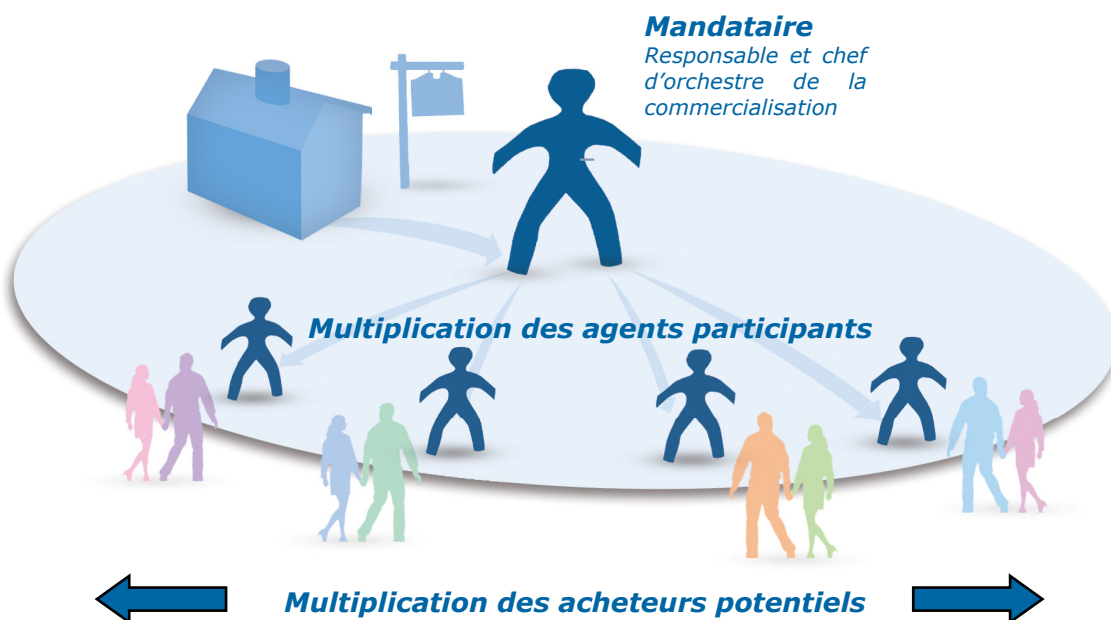 Mandataire
Responsable et chef
d’orchestre de la
commercialisation
Multiplication des agents participants
Multiplication des acheteurs potentiels